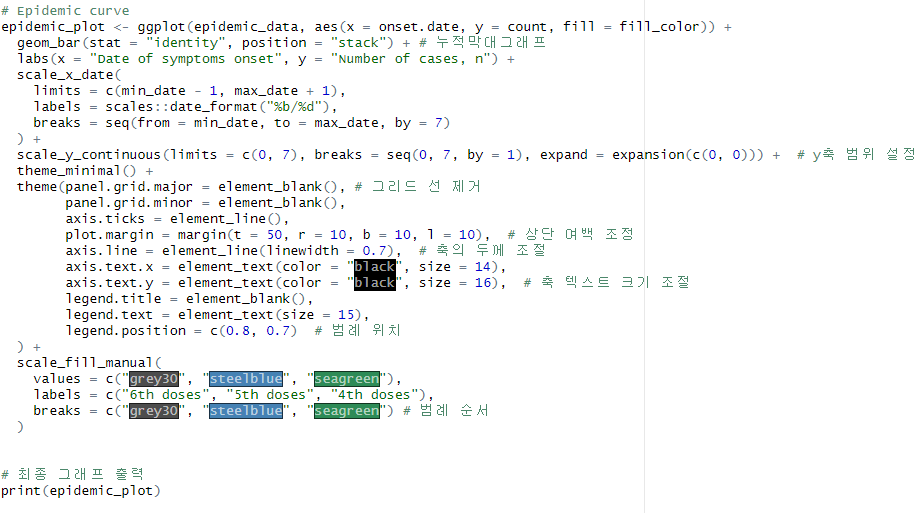 # Epidemic curve
epidemic_plot <- ggplot(epidemic_data, aes(x = onset.date, y = count, fill = fill_color)) +
  geom_bar(stat = "identity", position = "stack") + # 누적막대그래프
  labs(x = "Date of symptoms onset", y = "Number of cases, n") +
  scale_x_date(
    limits = c(min_date - 1, max_date + 1),
    labels = scales::date_format("%b/%d"),
    breaks = seq(from = min_date, to = max_date, by = 7)
  ) +
  scale_y_continuous(limits = c(0, 7), breaks = seq(0, 7, by = 1), expand = expansion(c(0, 0))) +  # y축 범위 설정
  theme_minimal() +
  theme(panel.grid.major = element_blank(), # 그리드 선 제거
        panel.grid.minor = element_blank(),
        axis.ticks = element_line(),
        plot.margin = margin(t = 50, r = 10, b = 10, l = 10),  # 상단 여백 조정
        axis.line = element_line(linewidth = 0.7),  # 축의 두께 조절
        axis.text.x = element_text(color = "black", size = 14),
        axis.text.y = element_text(color = "black", size = 16),  # 축 텍스트 크기 조절
        legend.title = element_blank(),
        legend.text = element_text(size = 15),
        legend.position = c(0.8, 0.7)  # 범례 위치
  ) +
  scale_fill_manual(
    values = c("grey30", "steelblue", "seagreen"),
    labels = c("6th doses", "5th doses", "4th doses"),
    breaks = c("grey30", "steelblue", "seagreen") # 범례 순서
  )
# 최종 그래프 출력
print(epidemic_plot)